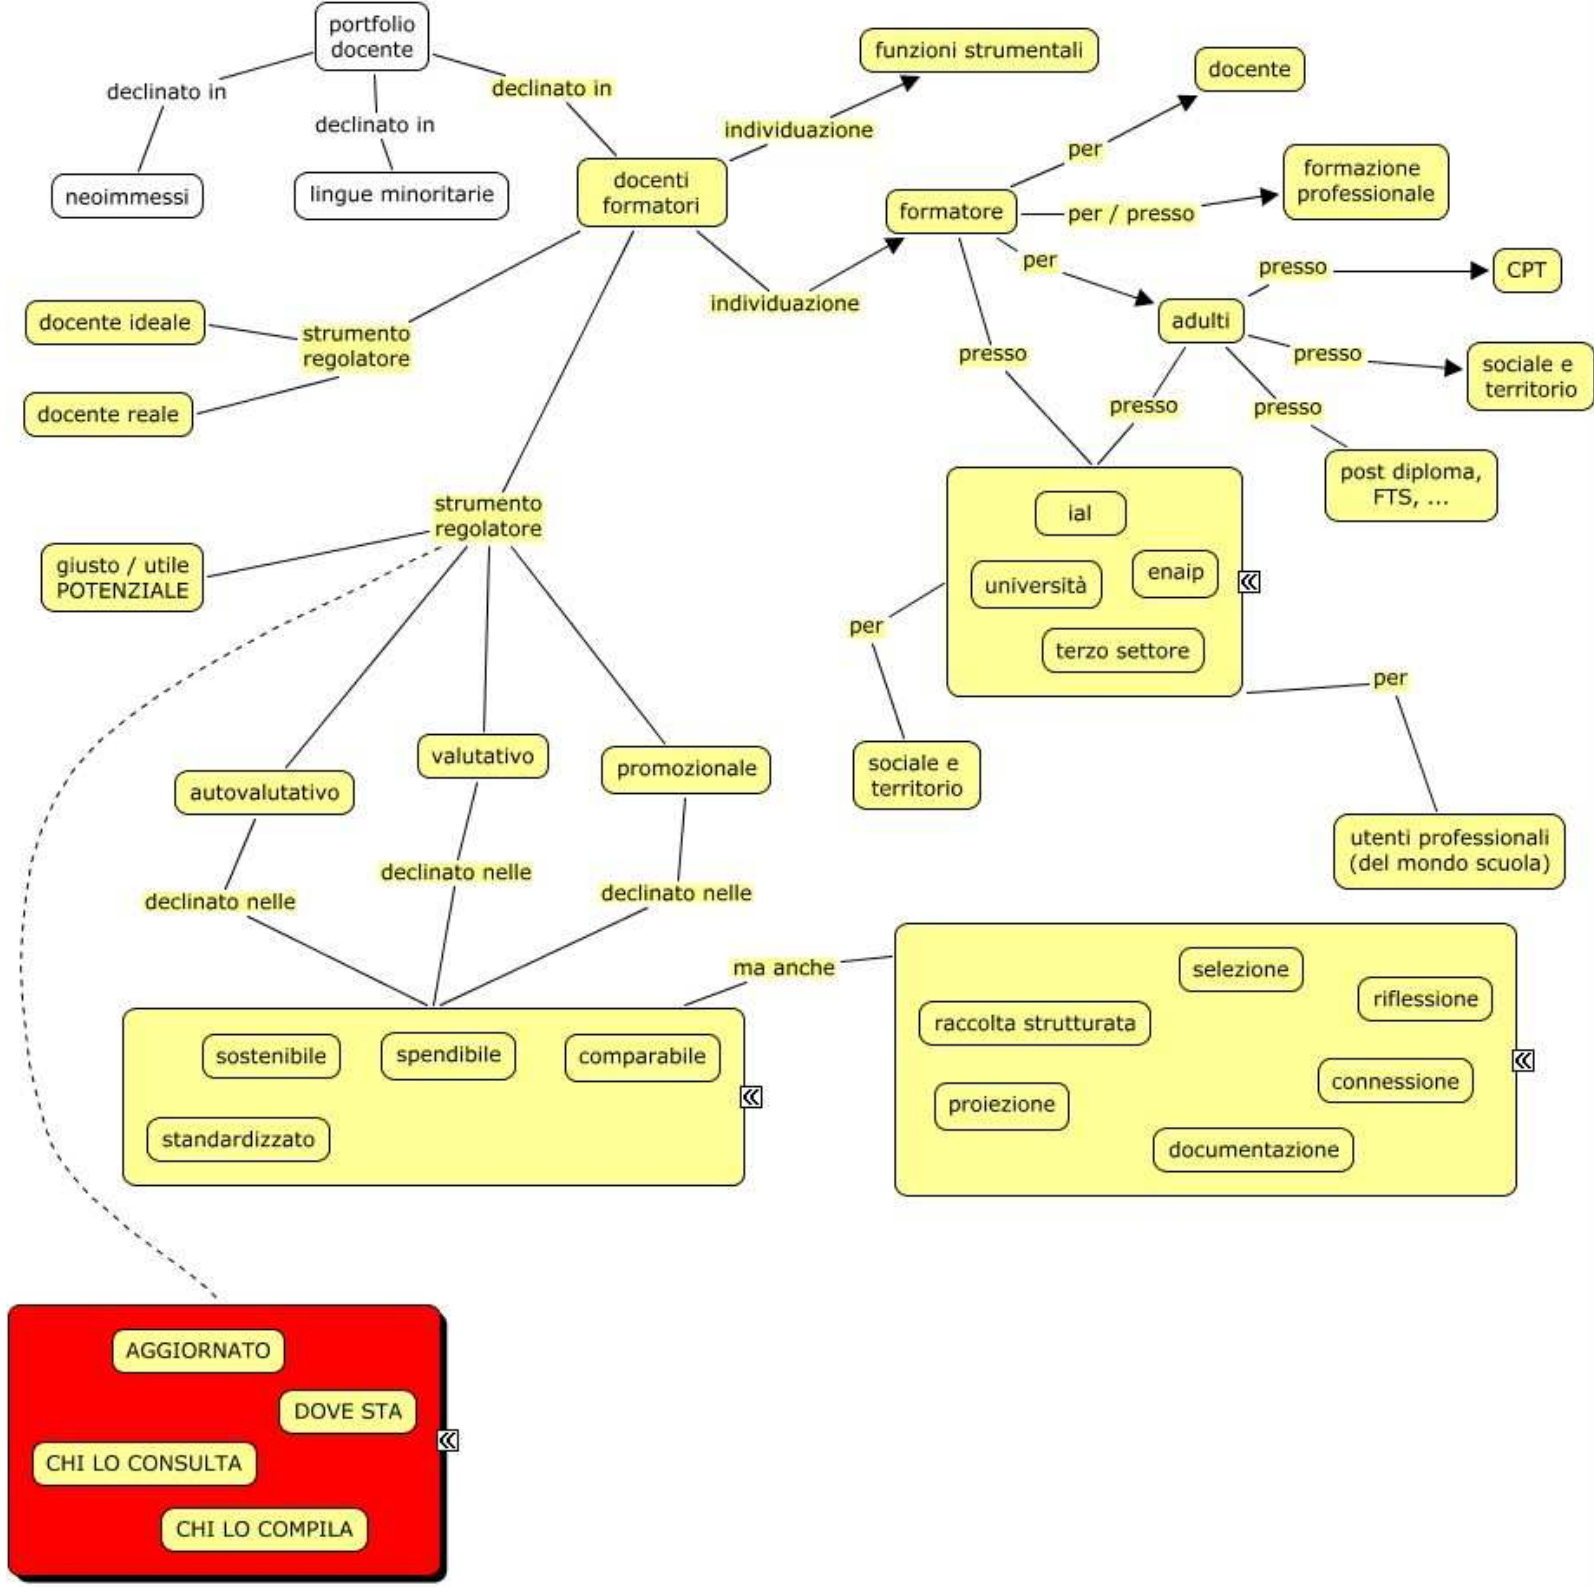 portfolio
docente
declinato in
declinato in
declinato in
neoimmessi
lingue minoritarie
docenti
formatori
individuazione
funzioni strumentali
individuazione
formatore
per
docente
per / presso
formazione
professionale
per
adulti
presso
CPT
presso
sociale e
territorio
presso
post diploma,
FTS, ...
presso
presso
ial
università
enaip
terzo settore
per
sociale e
territorio
per
utenti professionali
(del mondo scuola)
docente ideale
strumento
regolatore
docente reale
strumento
regolatore
giusto / utile
POTENZIALE
autovalutativo
valutativo
promozionale
declinato nelle
declinato nelle
declinato nelle
sostenibile
spendibile
comparabile
standardizzato
ma anche
selezione
riflessione
raccolta strutturata
connessione
proiezione
documentazione
AGGIORNATO
DOVE STA
CHI LO CONSULTA
CHI LO COMPILA